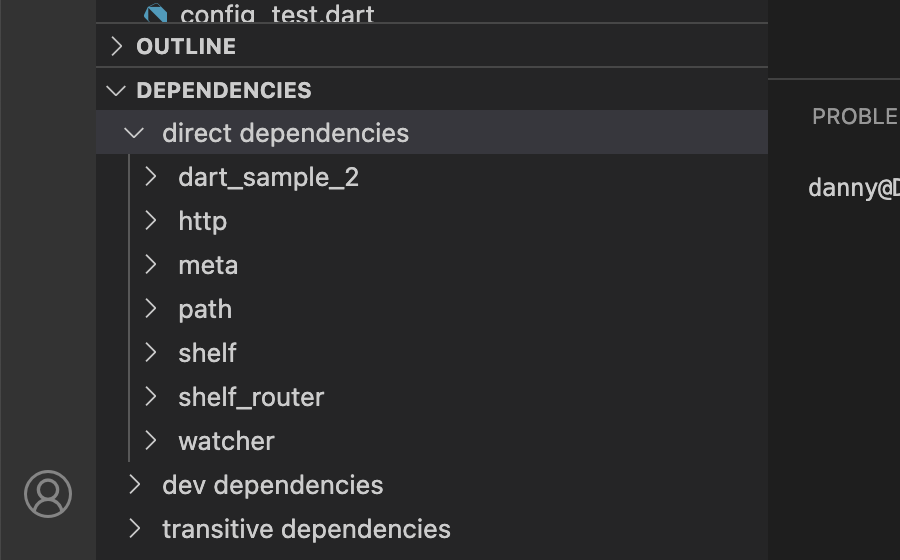 config_test.dart
OUTLINE
DEPENDENCIES
direct dependencies
PROBLE
dart_sample_2
danny@D
http
meta
path
shelf
shelf_router
watcher
dev dependencies
transitive dependencies